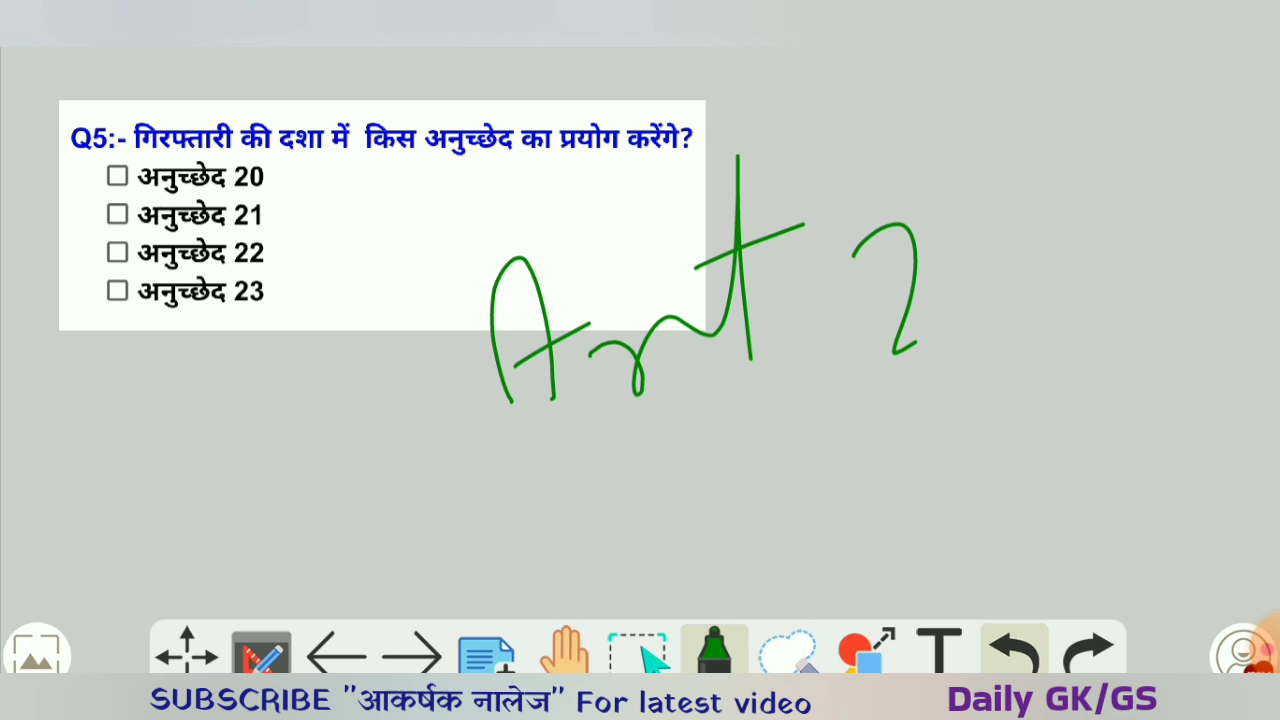 Q5:- गिरफ्तारी की दशा में किस अनुच्छेद का प्रयोग करेंगे?
अनुच्छेद 20
अनुच्छेद 21
अनुच्छेद 22
अनुच्छेद 23
Art 2
SUBSCRIBE "आकर्षक नालेज" For latest video
Daily GK/GS